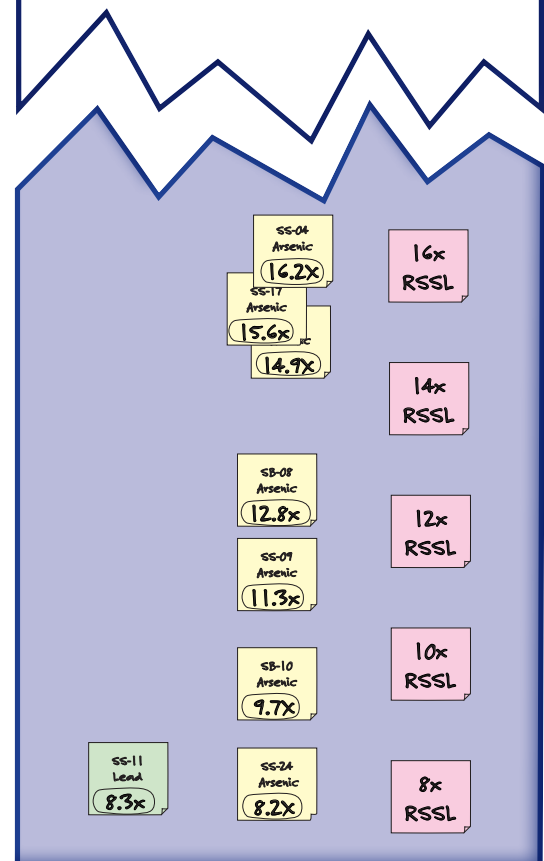 SS-04
Arsenic
16.2x
16x
RSSL
SS-17
Arsenic
15.6x
14.9x
14x
RSSL
SB-08
Arsenic
12.8x
12x
RSSL
SS-09
Arsenic
11.3x
10x
RSSL
SB-10
Arsenic
9.7x
SS-11
Lead
8.3x
SS-24
Arsenic
8.2x
8x
RSSL